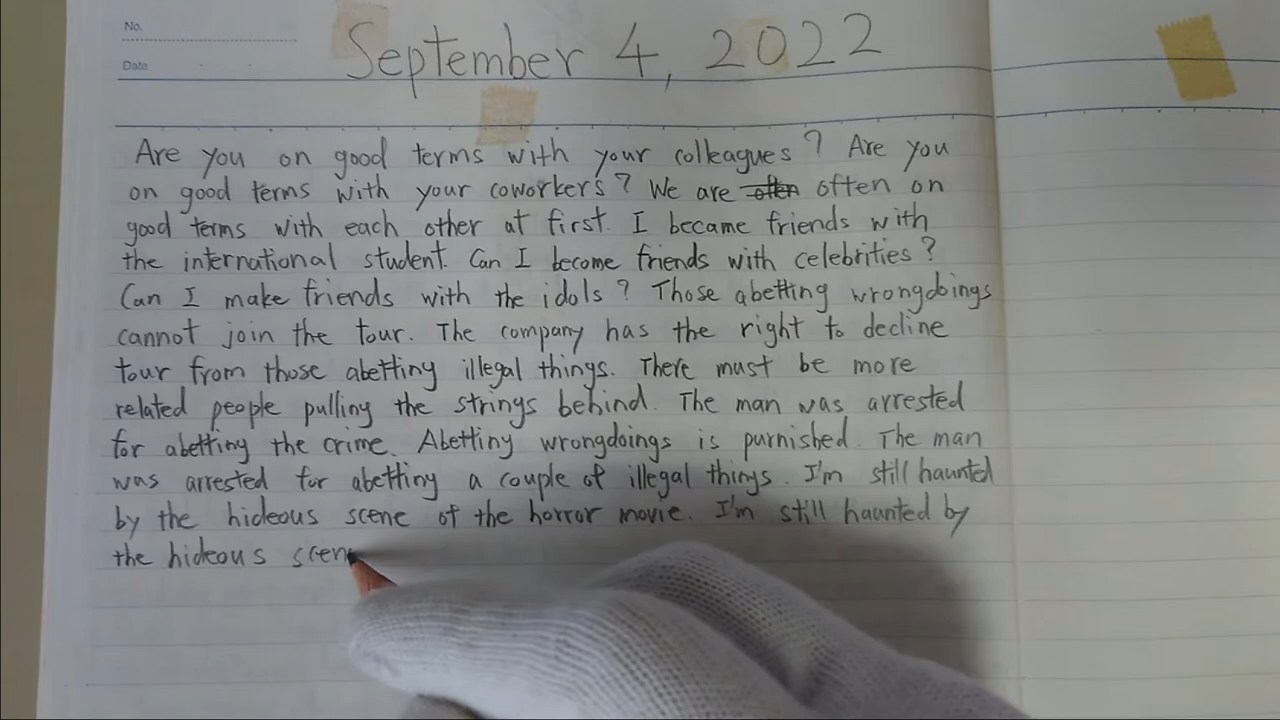 No.
Date
September 4, 2022
Are you on good terms with your colleagues? Are you
on good terms with your coworkers? We are often often on
good terms with each other at first. I became friends with
the international student. Can I become friends with celebrities?
Can I make friends with the idols? Those abetting wrongdoings
cannot join the tour. The company has the right to decline
tour from those abetting illegal things. There must be more
related people pulling the strings behind. The man was arrested
for abetting the crime. Abetting wrongdoings is purnished. The man
was arrested for abetting a couple of illegal things. I'm still haunted
by the hideous scene of the horror movie. I'm still haunted by
the hideous scen